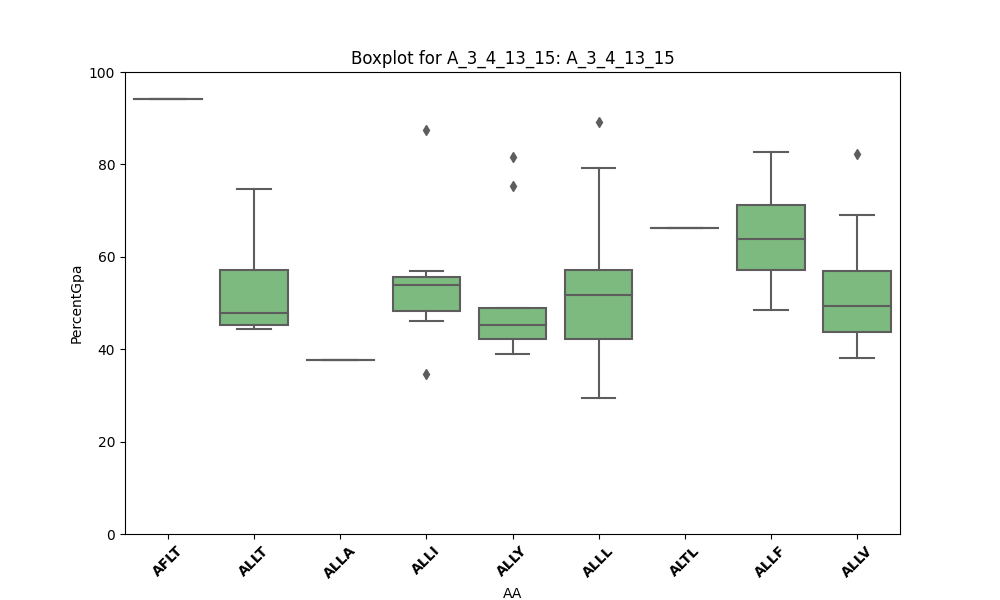 Boxplot for A_3_4_13_15: A_3_4_13_15
100
80
60
40
20
0
PercentGpa
AFLT
ALLT
ALLA
ALLI
ALLY
ALLL
ALTL
ALLF
ALLV
AA